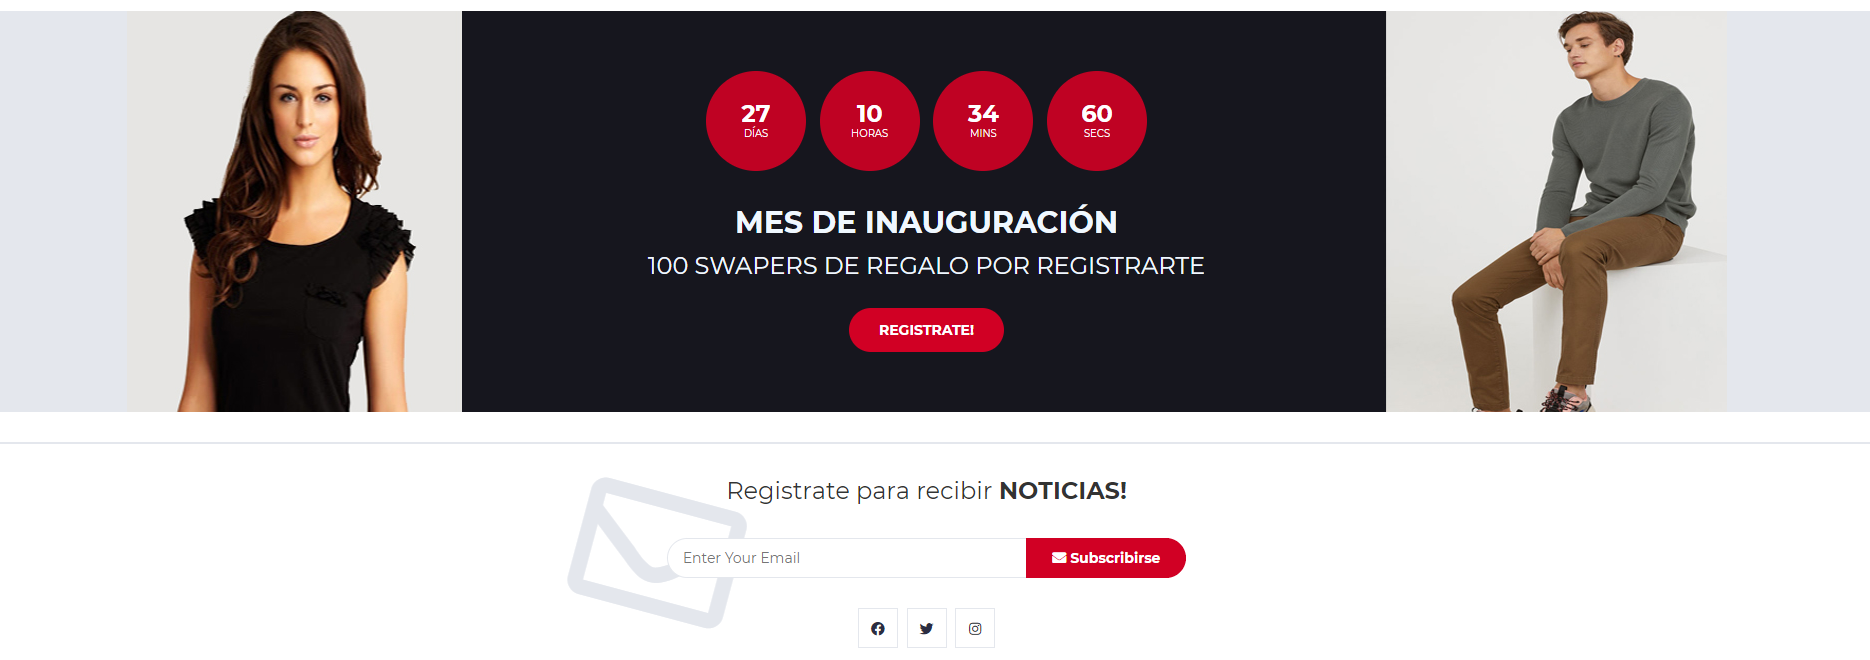 27 10 34 60
DÍAS HORAS MINS SECS
MES DE INAUGURACIÓN
100 SWAPERS DE REGALO POR REGISTRARTE
REGISTRATE!
Registrate para recibir NOTICIAS!
Enter Your Email Subscribirse